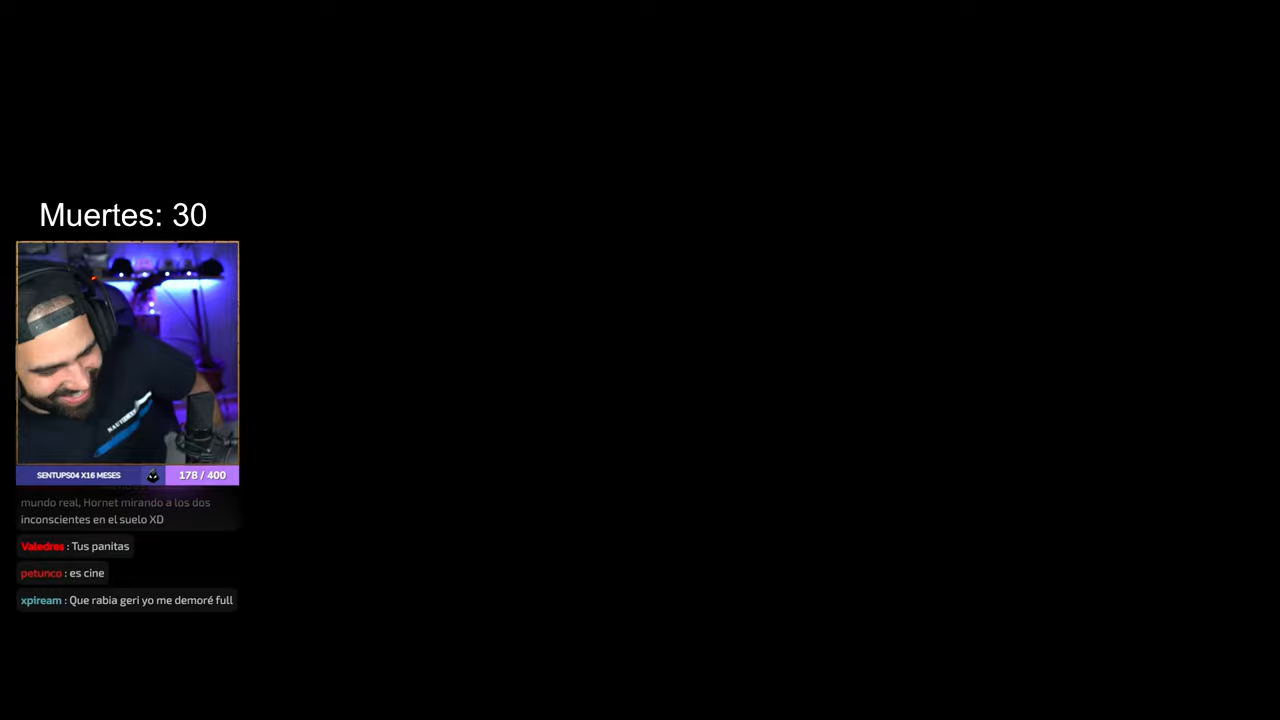 Muertes: 30
NAUTICA
SENTUPS04 X16 MESES
178 / 400
mundo real, Hornet mirando a los dos
inconscientes en el suelo XD
Valedres : Tus panitas
petunco : es cine
xpiream : Que rabia geri yo me demoré full